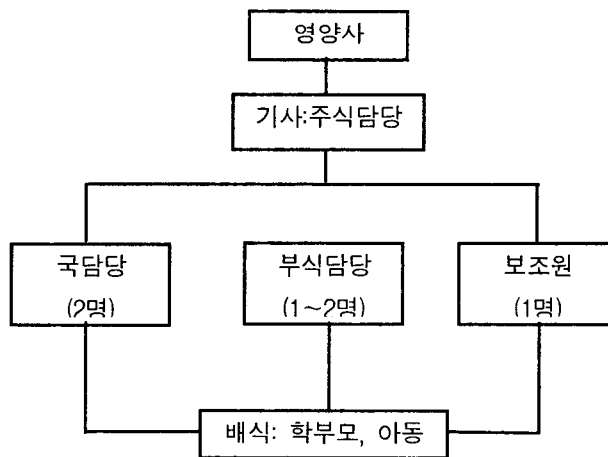 영양사
기사:주식담당
국담당
(2명)
부식담당
(1～2명)
보조원
(1명)
배식: 학부모, 아동